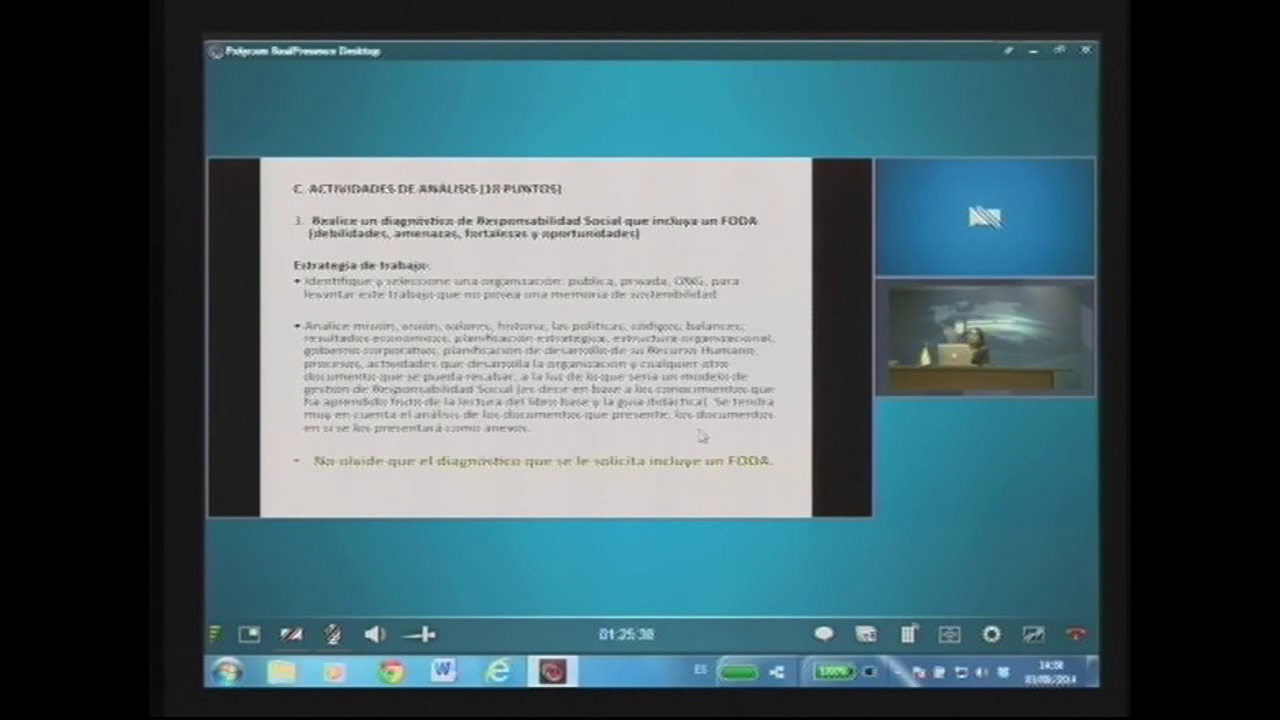 Polycom RealPresence Desktop
C. ACTIVIDADES DE ANÁLISIS (18 PUNTOS)
3. Realice un diagnóstico de Responsabilidad Social que incluya un FODA
(debilidades, amenazas, fortalezas y oportunidades)
Estrategia de trabajo:
• Identifique y seleccione una organización: pública, privada, ONG, para
levantar este trabajo que no posea una memoria de sostenibilidad
• Analice misión, visión, valores, historia, las políticas, códigos, balances,
resultados económicos, planificación estratégica, estructura organizacional,
gobierno corporativo, planificación de desarrollo de su Recurso Humano,
procesos, actividades que desarrolla la organización y cualquier otro
documento que se pueda recabar, a la luz de lo que sería un modelo de
gestión de Responsabilidad Social (es decir en base a los conocimientos que
ha aprendido fruto de la lectura del libro base y la guía didáctica). Se tendrá
muy en cuenta el análisis de los documentos que presente, los documentos
en si se los presentará como anexos.
• No olvide que el diagnóstico que se le solicita incluye un FODA.
01:25:38
ES
100%